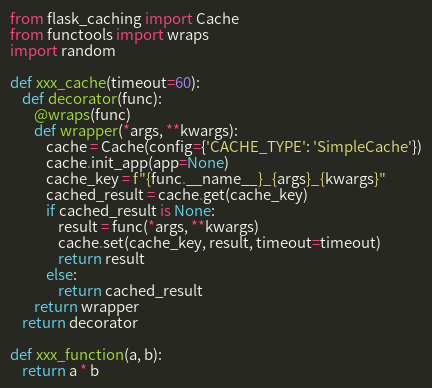 from flask_caching import Cache
from functools import wraps
import random

def xxx_cache(timeout=60):
    def decorator(func):
        @wraps(func)
        def wrapper(*args, **kwargs):
            cache = Cache(config={'CACHE_TYPE': 'SimpleCache'})
            cache.init_app(app=None)
            cache_key = f"{func.__name__}_{args}_{kwargs}"
            cached_result = cache.get(cache_key)
            if cached_result is None:
                result = func(*args, **kwargs)
                cache.set(cache_key, result, timeout=timeout)
                return result
            else:
                return cached_result
        return wrapper
    return decorator

def xxx_function(a, b):
    return a * b